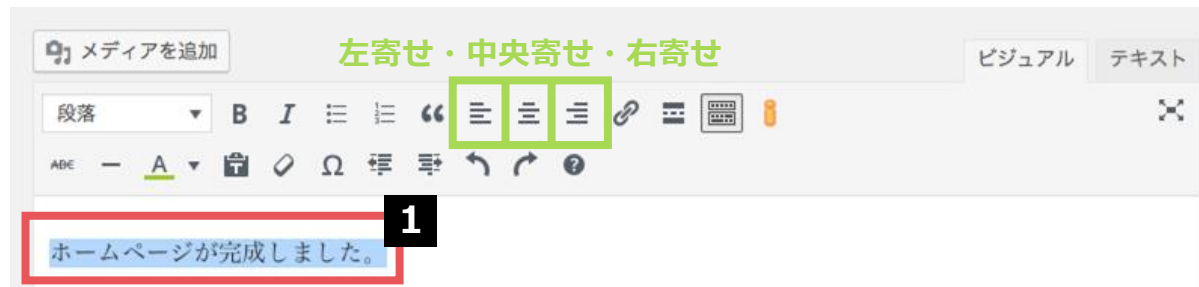 メディアを追加
左寄せ・中央寄せ・右寄せ
ビジュアル テキスト
段落 B I
ABE A Ω
1
ホームページが完成しました。